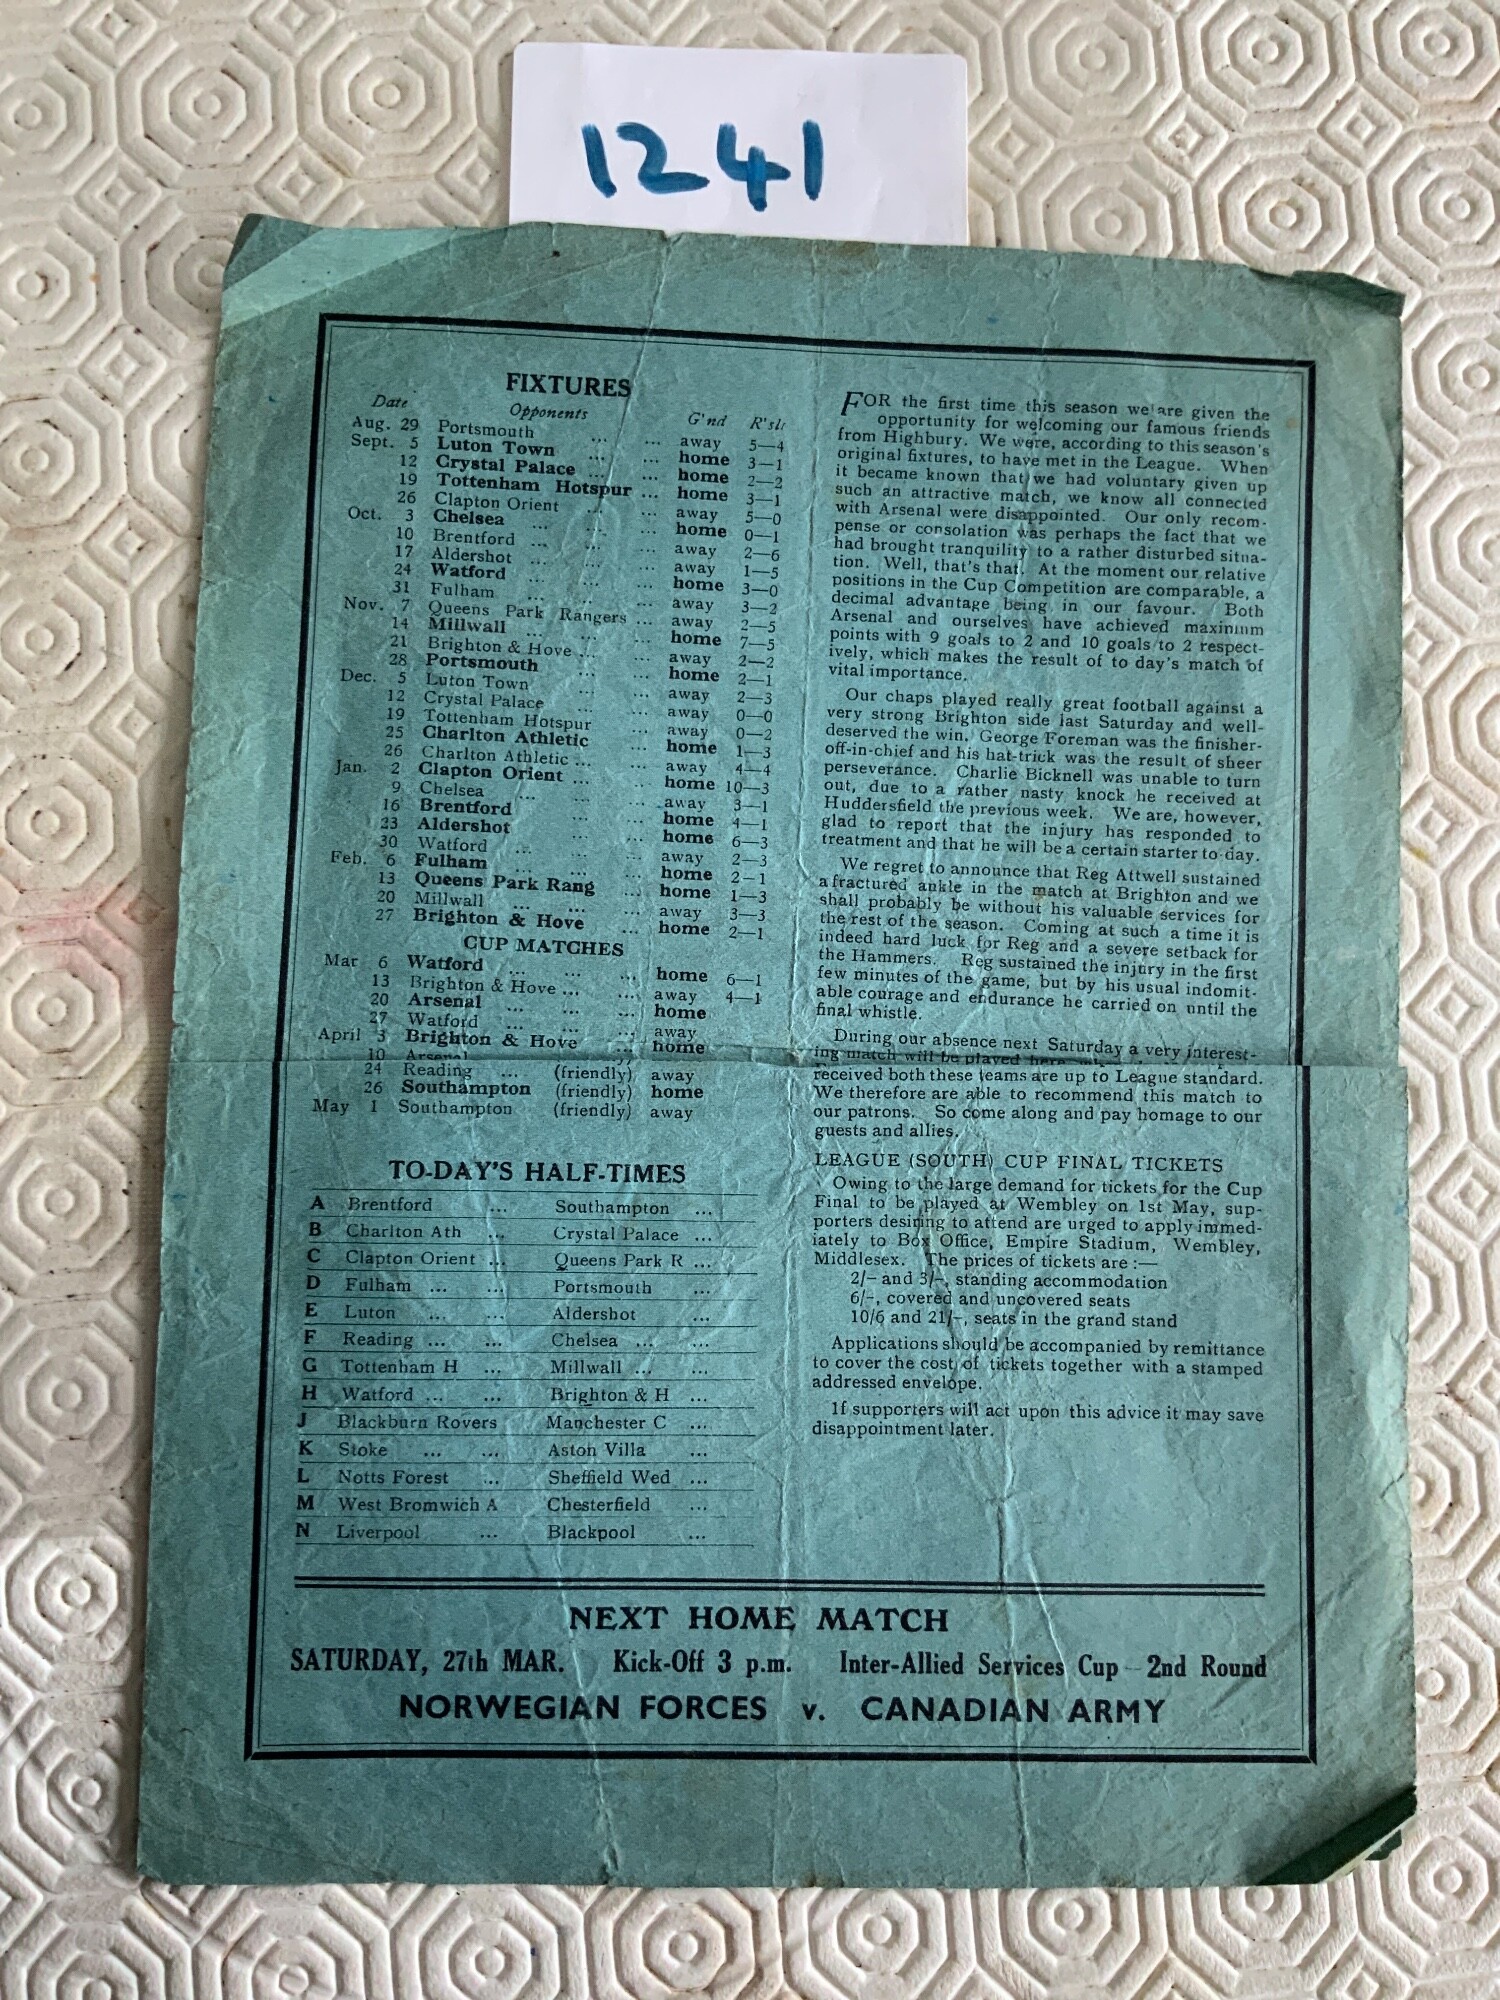 1241
FIXTURES
Date Opponents G'nd R'slt
Aug. 29 Portsmouth ... ... away 5—4
Sept. 5 Luton Town ... home 3—1
12 Crystal Palace ... ... home 2—2
19 Tottenham Hotspur ... home 3—1
26 Clapton Orient ... ... away 5—0
Oct. 3 Chelsea ... ... ... home 0—1
10 Brentford ... ... ... away 2—6
17 Aldershot ... ... away 1—5
24 Watford ... ... ... home 3—0
31 Fulham ... ... ... away 3—2
Nov. 7 Queens Park Rangers ... away 2—5
14 Millwall ... ... ... home 7—5
21 Brighton & Hove ... ... away 2—2
28 Portsmouth ... ... home 2—1
Dec. 5 Luton Town ... ... away 2—3
12 Crystal Palace ... ... away 0—0
19 Tottenham Hotspur ... away 0—2
25 Charlton Athletic ... home 1—3
26 Charlton Athletic ... ... away 4—4
Jan. 2 Clapton Orient ... ... home 10—3
9 Chelsea ... ... ... away 3—1
16 Brentford ... ... home 4—1
23 Aldershot ... ... home 6—3
30 Watford ... ... ... away 2—3
Feb. 6 Fulham ... ... ... home 2—1
13 Queens Park Rang ... home 1—3
20 Millwall ... ... ... away 3—3
27 Brighton & Hove ... home 2—1
CUP MATCHES
Mar 6 Watford ... ... ... home 6—1
13 Brighton & Hove ... ... away 4—1
20 Arsenal ... ... ... home
27 Watford ... ... ... away
April 3 Brighton & Hove ... home
10 Arsenal
24 Reading ... (friendly) away
26 Southampton (friendly) home
May 1 Southampton (friendly) away
TO-DAY'S HALF-TIMES
A Brentford ... Southampton ...
B Charlton Ath ... Crystal Palace ...
C Clapton Orient ... Queens Park R ...
D Fulham ... ... Portsmouth ...
E Luton ... ... Aldershot ...
F Reading ... ... Chelsea ... ...
G Tottenham H ... Millwall ... ...
H Watford ... ... Brighton & H ...
J Blackburn Rovers Manchester C ...
K Stoke ... ... Aston Villa ...
L Notts Forest ... Sheffield Wed ...
M West Bromwich A Chesterfield ...
N Liverpool ... Blackpool ...
FOR the first time this season we are given the
opportunity for welcoming our famous friends
from Highbury. We were, according to this season's
original fixtures, to have met in the League. When
it became known that we had voluntary given up
such an attractive match, we know all connected
with Arsenal were disappointed. Our only recom-
pense or consolation was perhaps the fact that we
had brought tranquility to a rather disturbed situa-
tion. Well, that's that. At the moment our relative
positions in the Cup Competition are comparable, a
decimal advantage being in our favour. Both
Arsenal and ourselves have achieved maximum
points with 9 goals to 2 and 10 goals to 2 respect-
ively, which makes the result of to day's match of
vital importance.
Our chaps played really great football against a
very strong Brighton side last Saturday and well-
deserved the win. George Foreman was the finisher-
off-in-chief and his hat-trick was the result of sheer
perseverance. Charlie Bicknell was unable to turn
out, due to a rather nasty knock he received at
Huddersfield the previous week. We are, however,
glad to report that the injury has responded to
treatment and that he will be a certain starter to-day.
We regret to announce that Reg Attwell sustained
a fractured ankle in the match at Brighton and we
shall probably be without his valuable services for
the rest of the season. Coming at such a time it is
indeed hard luck for Reg and a severe setback for
the Hammers. Reg sustained the injury in the first
few minutes of the game, but by his usual indomit-
able courage and endurance he carried on until the
final whistle.
During our absence next Saturday a very interest-
ing match will be played here
received both these teams are up to League standard.
We therefore are able to recommend this match to
our patrons. So come along and pay homage to our
guests and allies.
LEAGUE (SOUTH) CUP FINAL TICKETS
Owing to the large demand for tickets for the Cup
Final to be played at Wembley on 1st May, sup-
porters desiring to attend are urged to apply immed-
iately to Box Office, Empire Stadium, Wembley,
Middlesex. The prices of tickets are :—
2/– and 3/–, standing accommodation
6/–, covered and uncovered seats
10/6 and 21/–, seats in the grand stand
Applications should be accompanied by remittance
to cover the cost of tickets together with a stamped
addressed envelope.
If supporters will act upon this advice it may save
disappointment later.
NEXT HOME MATCH
SATURDAY, 27th MAR. Kick-Off 3 p.m. Inter-Allied Services Cup - 2nd Round
NORWEGIAN FORCES v. CANADIAN ARMY